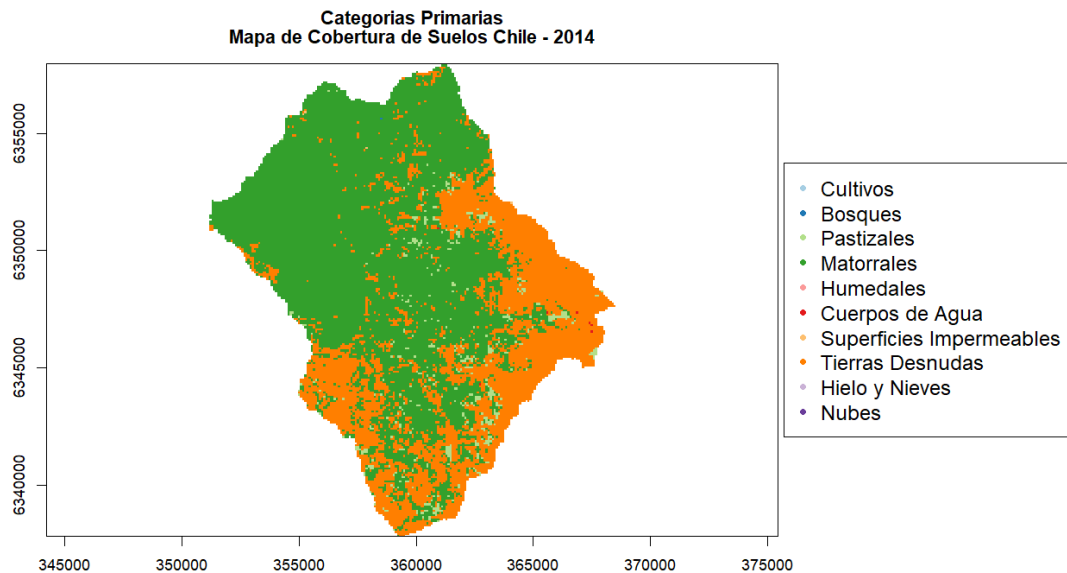 Categorias Primarias
Mapa de Cobertura de Suelos Chile - 2014
6355000
6350000
6345000
6340000
345000 350000 355000 360000 365000 370000 375000
Cultivos
Bosques
Pastizales
Matorrales
Humedales
Cuerpos de Agua
Superficies Impermeables
Tierras Desnudas
Hielo y Nieves
Nubes